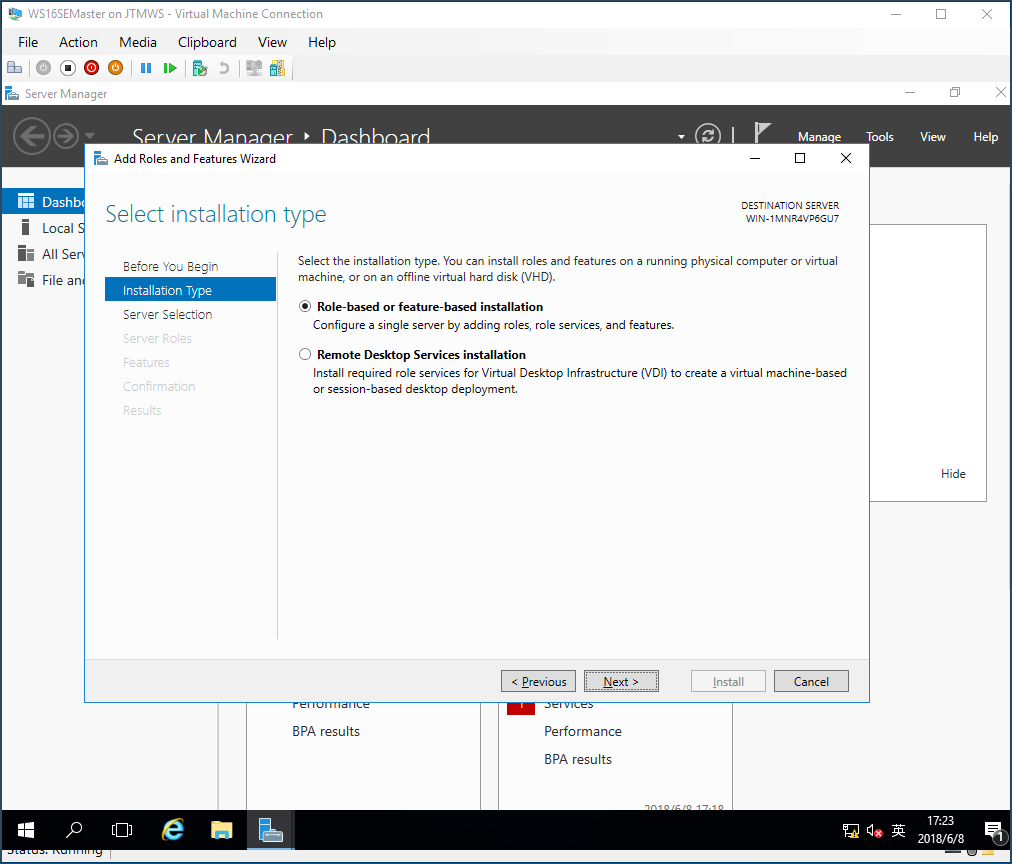 WS16SEMaster on JTMWS - Virtual Machine Connection
File Action Media Clipboard View Help
Server Manager
Server Manager Dashboard
Manage Tools View Help
Add Roles and Features Wizard
Select installation type
DESTINATION SERVER
WIN-1MNR4VP6GU7
Dashbo
Local S
All Serv
File and
Before You Begin
Installation Type
Server Selection
Server Roles
Features
Confirmation
Results
Select the installation type. You can install roles and features on a running physical computer or virtual
machine, or on an offline virtual hard disk (VHD).
Role-based or feature-based installation
Configure a single server by adding roles, role services, and features.
Remote Desktop Services installation
Install required role services for Virtual Desktop Infrastructure (VDI) to create a virtual machine-based
or session-based desktop deployment.
Hide
< Previous Next > Install Cancel
Performance
BPA results
1 Services
Performance
BPA results
2018/6/8 17:18
英
17:23
2018/6/8
1
Status: Running